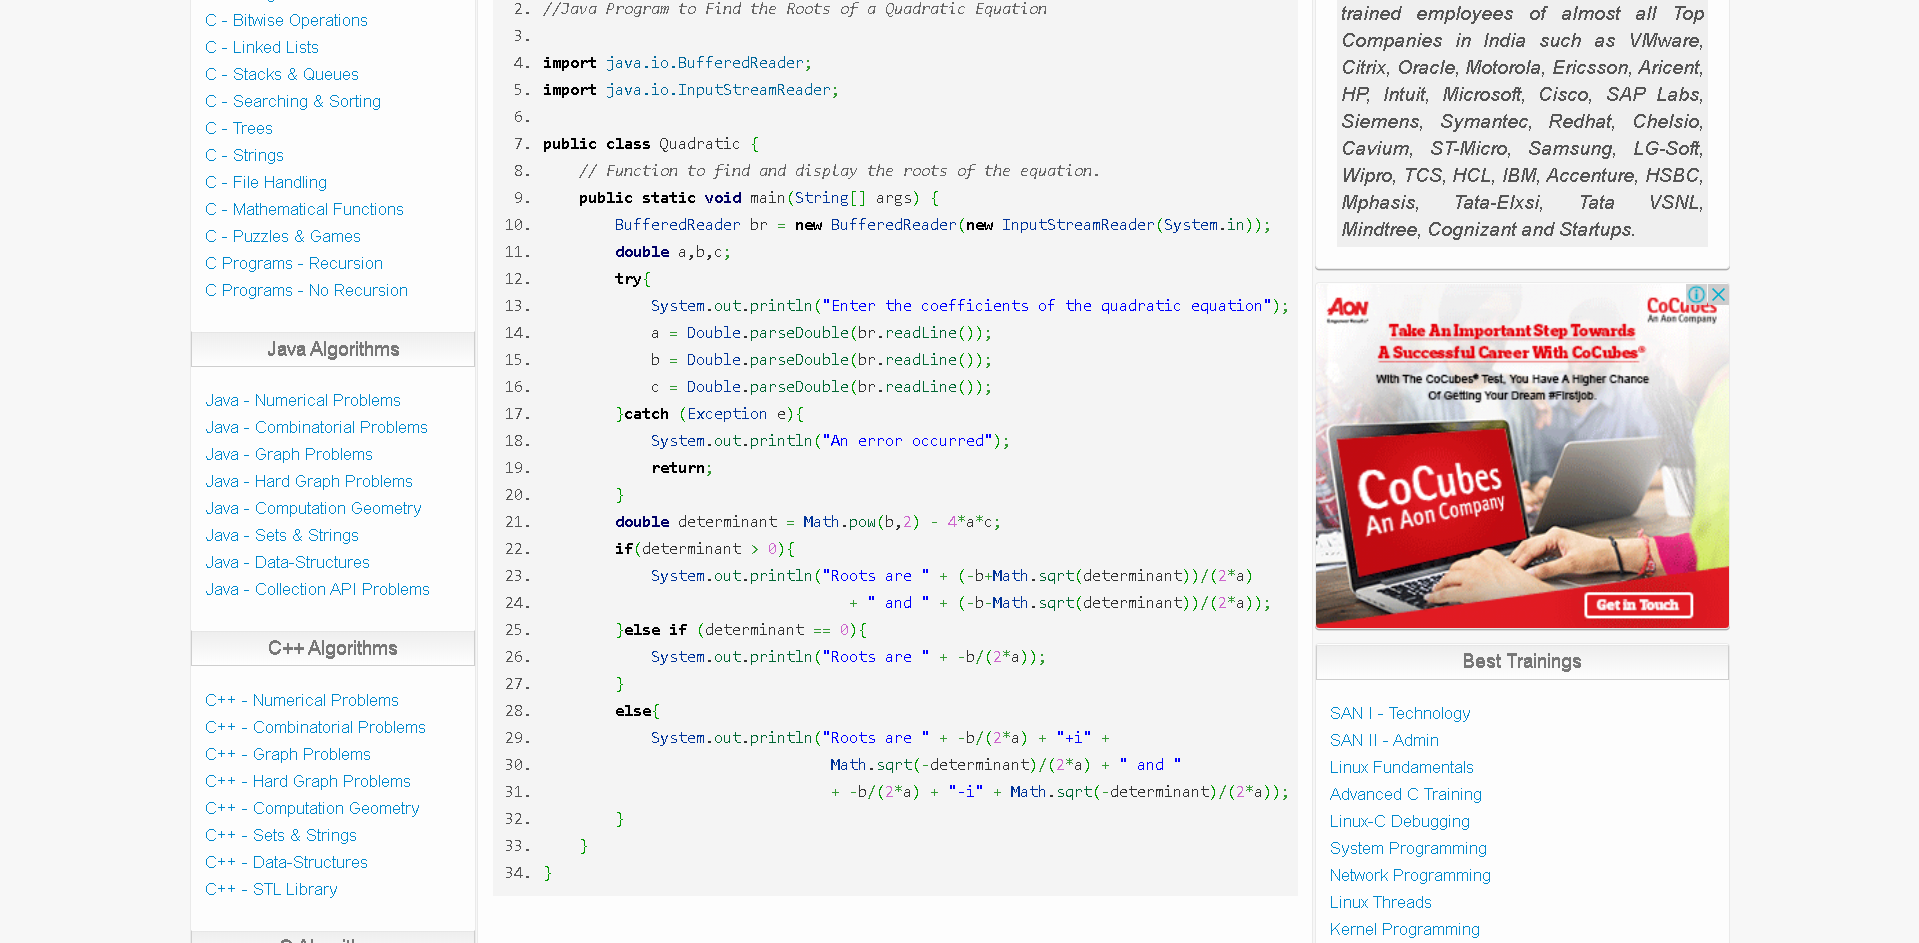 C - Bitwise Operations
C - Linked Lists
C - Stacks & Queues
C - Searching & Sorting
C - Trees
C - Strings
C - File Handling
C - Mathematical Functions
C - Puzzles & Games
C Programs - Recursion
C Programs - No Recursion
Java Algorithms
Java - Numerical Problems
Java - Combinatorial Problems
Java - Graph Problems
Java - Hard Graph Problems
Java - Computation Geometry
Java - Sets & Strings
Java - Data-Structures
Java - Collection API Problems
C++ Algorithms
C++ - Numerical Problems
C++ - Combinatorial Problems
C++ - Graph Problems
C++ - Hard Graph Problems
C++ - Computation Geometry
C++ - Sets & Strings
C++ - Data-Structures
C++ - STL Library
2. //Java Program to Find the Roots of a Quadratic Equation
3.
4. import java.io.BufferedReader;
5. import java.io.InputStreamReader;
6.
7. public class Quadratic {
8.     // Function to find and display the roots of the equation.
9.     public static void main(String[] args) {
10.         BufferedReader br = new BufferedReader(new InputStreamReader(System.in));
11.         double a,b,c;
12.         try{
13.             System.out.println("Enter the coefficients of the quadratic equation");
14.             a = Double.parseDouble(br.readLine());
15.             b = Double.parseDouble(br.readLine());
16.             c = Double.parseDouble(br.readLine());
17.         }catch (Exception e){
18.             System.out.println("An error occurred");
19.             return;
20.         }
21.         double determinant = Math.pow(b,2) - 4*a*c;
22.         if(determinant > 0){
23.             System.out.println("Roots are " + (-b+Math.sqrt(determinant))/(2*a)
24.                                   + " and " + (-b-Math.sqrt(determinant))/(2*a));
25.         }else if (determinant == 0){
26.             System.out.println("Roots are " + -b/(2*a));
27.         }
28.         else{
29.             System.out.println("Roots are " + -b/(2*a) + "+i" +
30.                                 Math.sqrt(-determinant)/(2*a) + " and "
31.                                 + -b/(2*a) + "-i" + Math.sqrt(-determinant)/(2*a));
32.         }
33.     }
34. }
trained employees of almost all Top
Companies in India such as VMware,
Citrix, Oracle, Motorola, Ericsson, Aricent,
HP, Intuit, Microsoft, Cisco, SAP Labs,
Siemens, Symantec, Redhat, Chelsio,
Cavium, ST-Micro, Samsung, LG-Soft,
Wipro, TCS, HCL, IBM, Accenture, HSBC,
Mphasis, Tata-Elxsi, Tata VSNL,
Mindtree, Cognizant and Startups.
AON
Empower Results®
CoCubes
An Aon Company
Take An Important Step Towards
A Successful Career With CoCubes®
With The CoCubes® Test, You Have A Higher Chance
Of Getting Your Dream #Firstjob.
CoCubes
An Aon Company
Get in Touch
Best Trainings
SAN I - Technology
SAN II - Admin
Linux Fundamentals
Advanced C Training
Linux-C Debugging
System Programming
Network Programming
Linux Threads
Kernel Programming